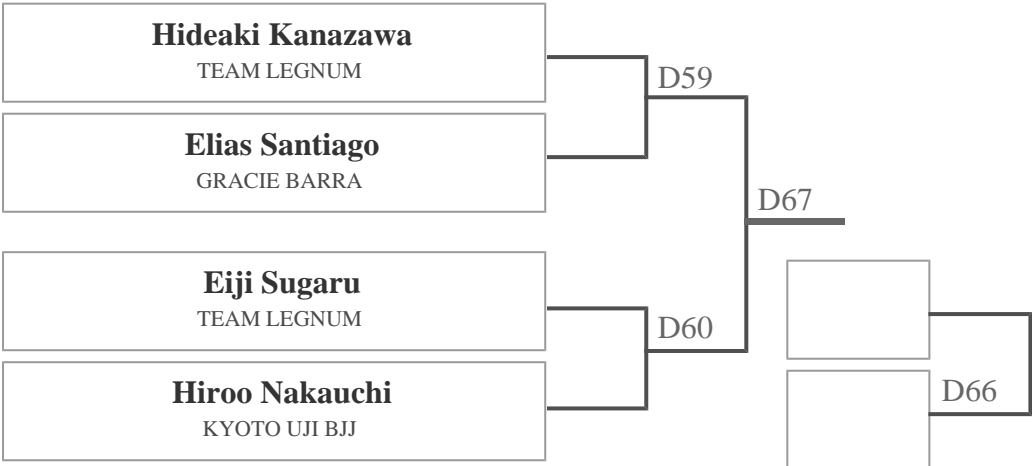 Hideaki Kanazawa
TEAM LEGNUM
D59
Elias Santiago
GRACIE BARRA
D67
Eiji Sugaru
TEAM LEGNUM
D60
Hiroo Nakauchi
KYOTO UJI BJJ
D66